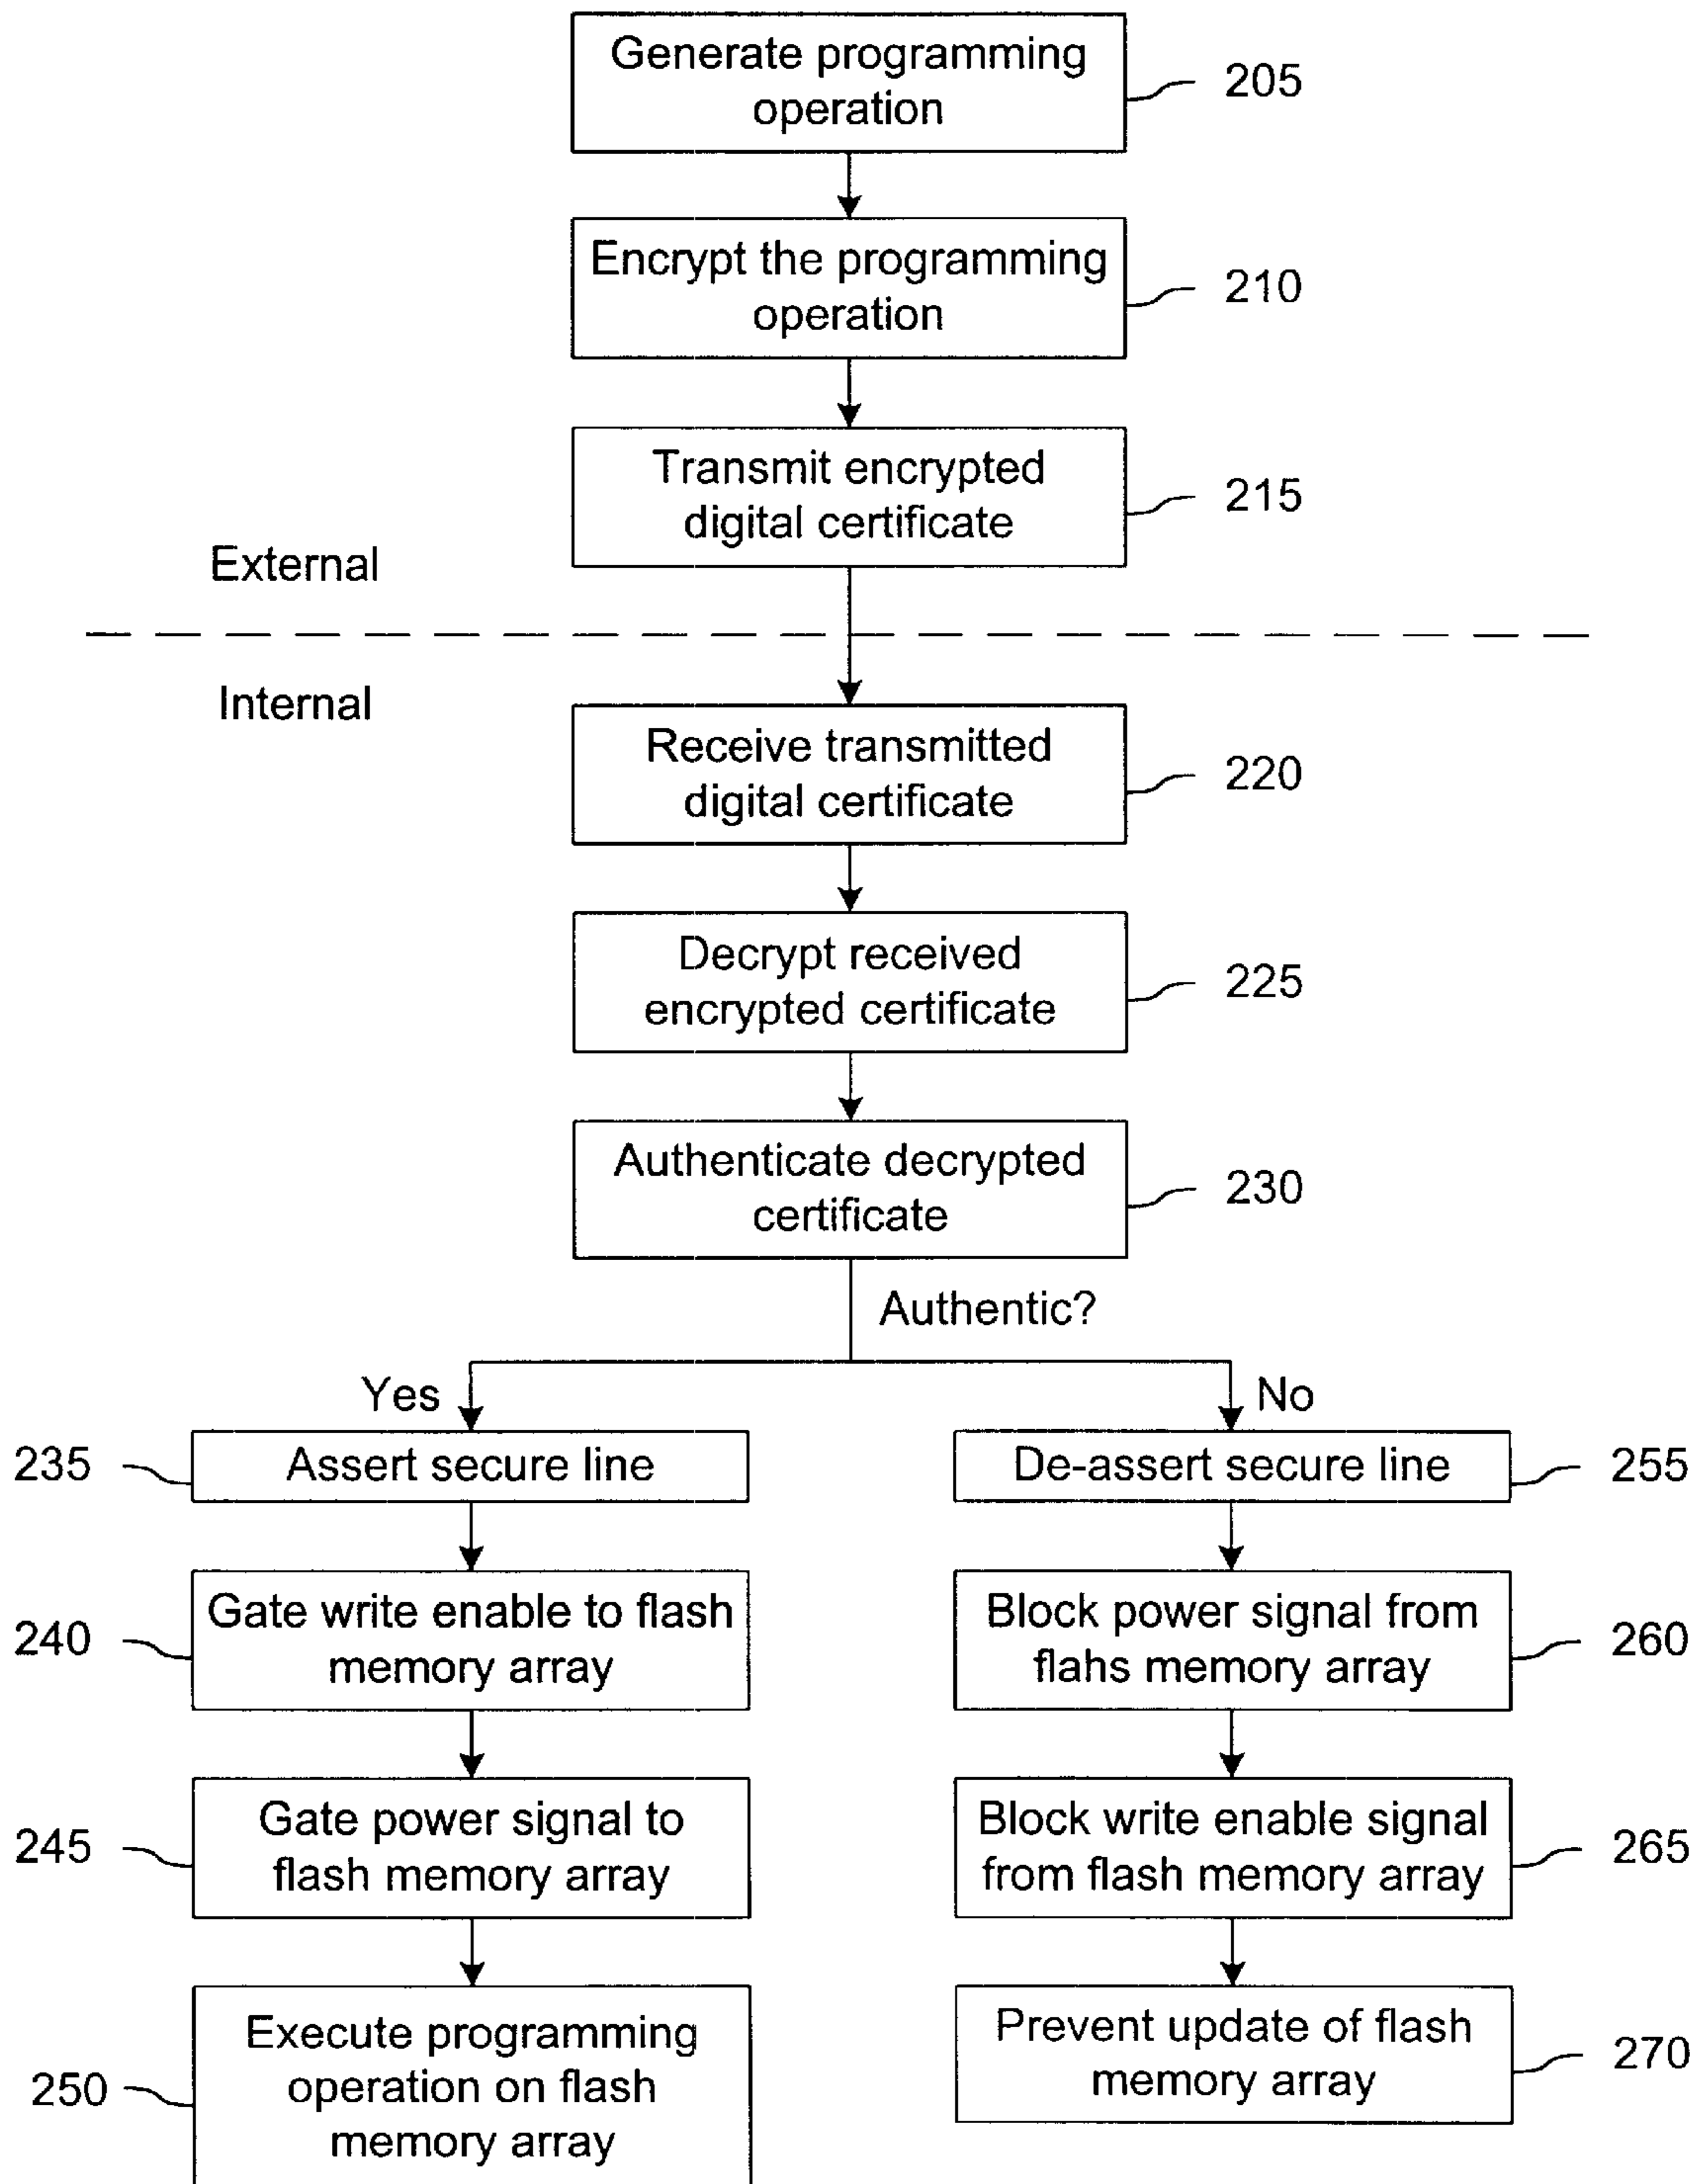 Generate programming
operation
205
Encrypt the programming
operation
210
Transmit encrypted
digital certificate
215
External
Internal
Receive transmitted
digital certificate
220
Decrypt received
encrypted certificate
225
Authenticate decrypted
certificate
230
Authentic?
Yes
No
235
Assert secure line
De-assert secure line
255
240
Gate write enable to flash
memory array
Block power signal from
flahs memory array
260
245
Gate power signal to
flash memory array
Block write enable signal
from flash memory array
265
250
Execute programming
operation on flash
memory array
Prevent update of flash
memory array
270